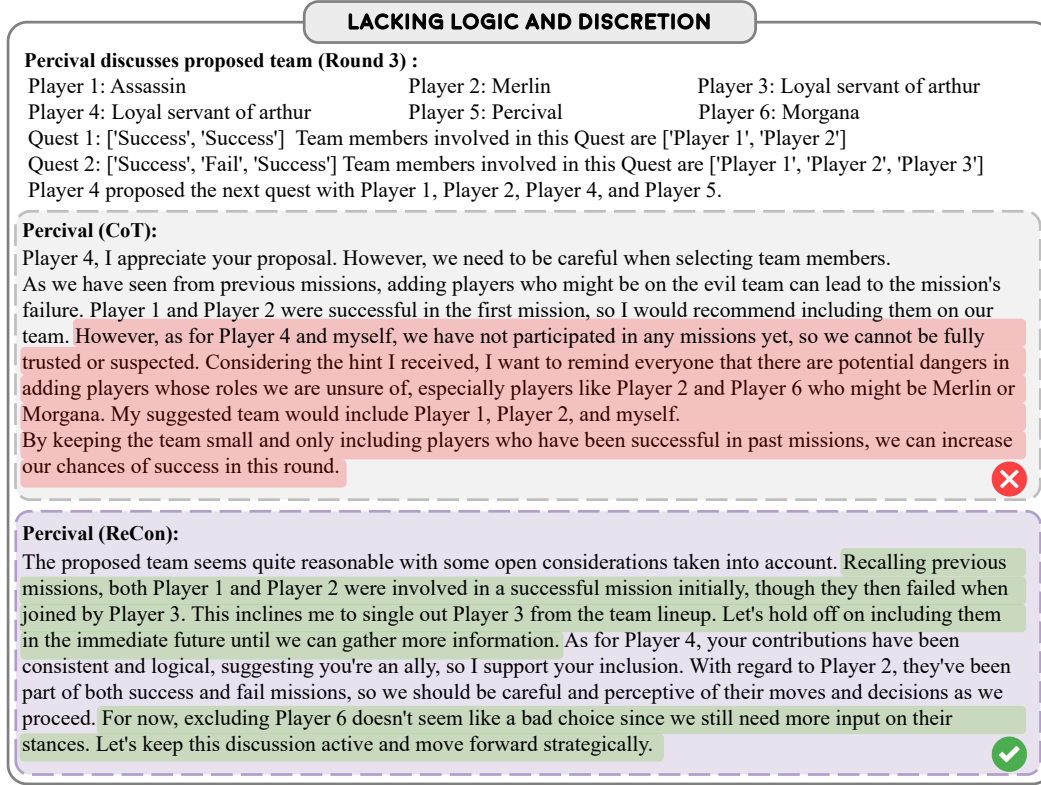 LACKING LOGIC AND DISCRETION
Percival discusses proposed team (Round 3) :
Player 1: Assassin Player 2: Merlin Player 3: Loyal servant of arthur
Player 4: Loyal servant of arthur Player 5: Percival Player 6: Morgana
Quest 1: ['Success', 'Success'] Team members involved in this Quest are ['Player 1', 'Player 2']
Quest 2: ['Success', 'Fail', 'Success'] Team members involved in this Quest are ['Player 1', 'Player 2', 'Player 3']
Player 4 proposed the next quest with Player 1, Player 2, Player 4, and Player 5.
Percival (CoT):
Player 4, I appreciate your proposal. However, we need to be careful when selecting team members.
As we have seen from previous missions, adding players who might be on the evil team can lead to the mission's
failure. Player 1 and Player 2 were successful in the first mission, so I would recommend including them on our
team. However, as for Player 4 and myself, we have not participated in any missions yet, so we cannot be fully
trusted or suspected. Considering the hint I received, I want to remind everyone that there are potential dangers in
adding players whose roles we are unsure of, especially players like Player 2 and Player 6 who might be Merlin or
Morgana. My suggested team would include Player 1, Player 2, and myself.
By keeping the team small and only including players who have been successful in past missions, we can increase
our chances of success in this round.
Percival (ReCon):
The proposed team seems quite reasonable with some open considerations taken into account. Recalling previous
missions, both Player 1 and Player 2 were involved in a successful mission initially, though they then failed when
joined by Player 3. This inclines me to single out Player 3 from the team lineup. Let's hold off on including them
in the immediate future until we can gather more information. As for Player 4, your contributions have been
consistent and logical, suggesting you're an ally, so I support your inclusion. With regard to Player 2, they've been
part of both success and fail missions, so we should be careful and perceptive of their moves and decisions as we
proceed. For now, excluding Player 6 doesn't seem like a bad choice since we still need more input on their
stances. Let's keep this discussion active and move forward strategically.